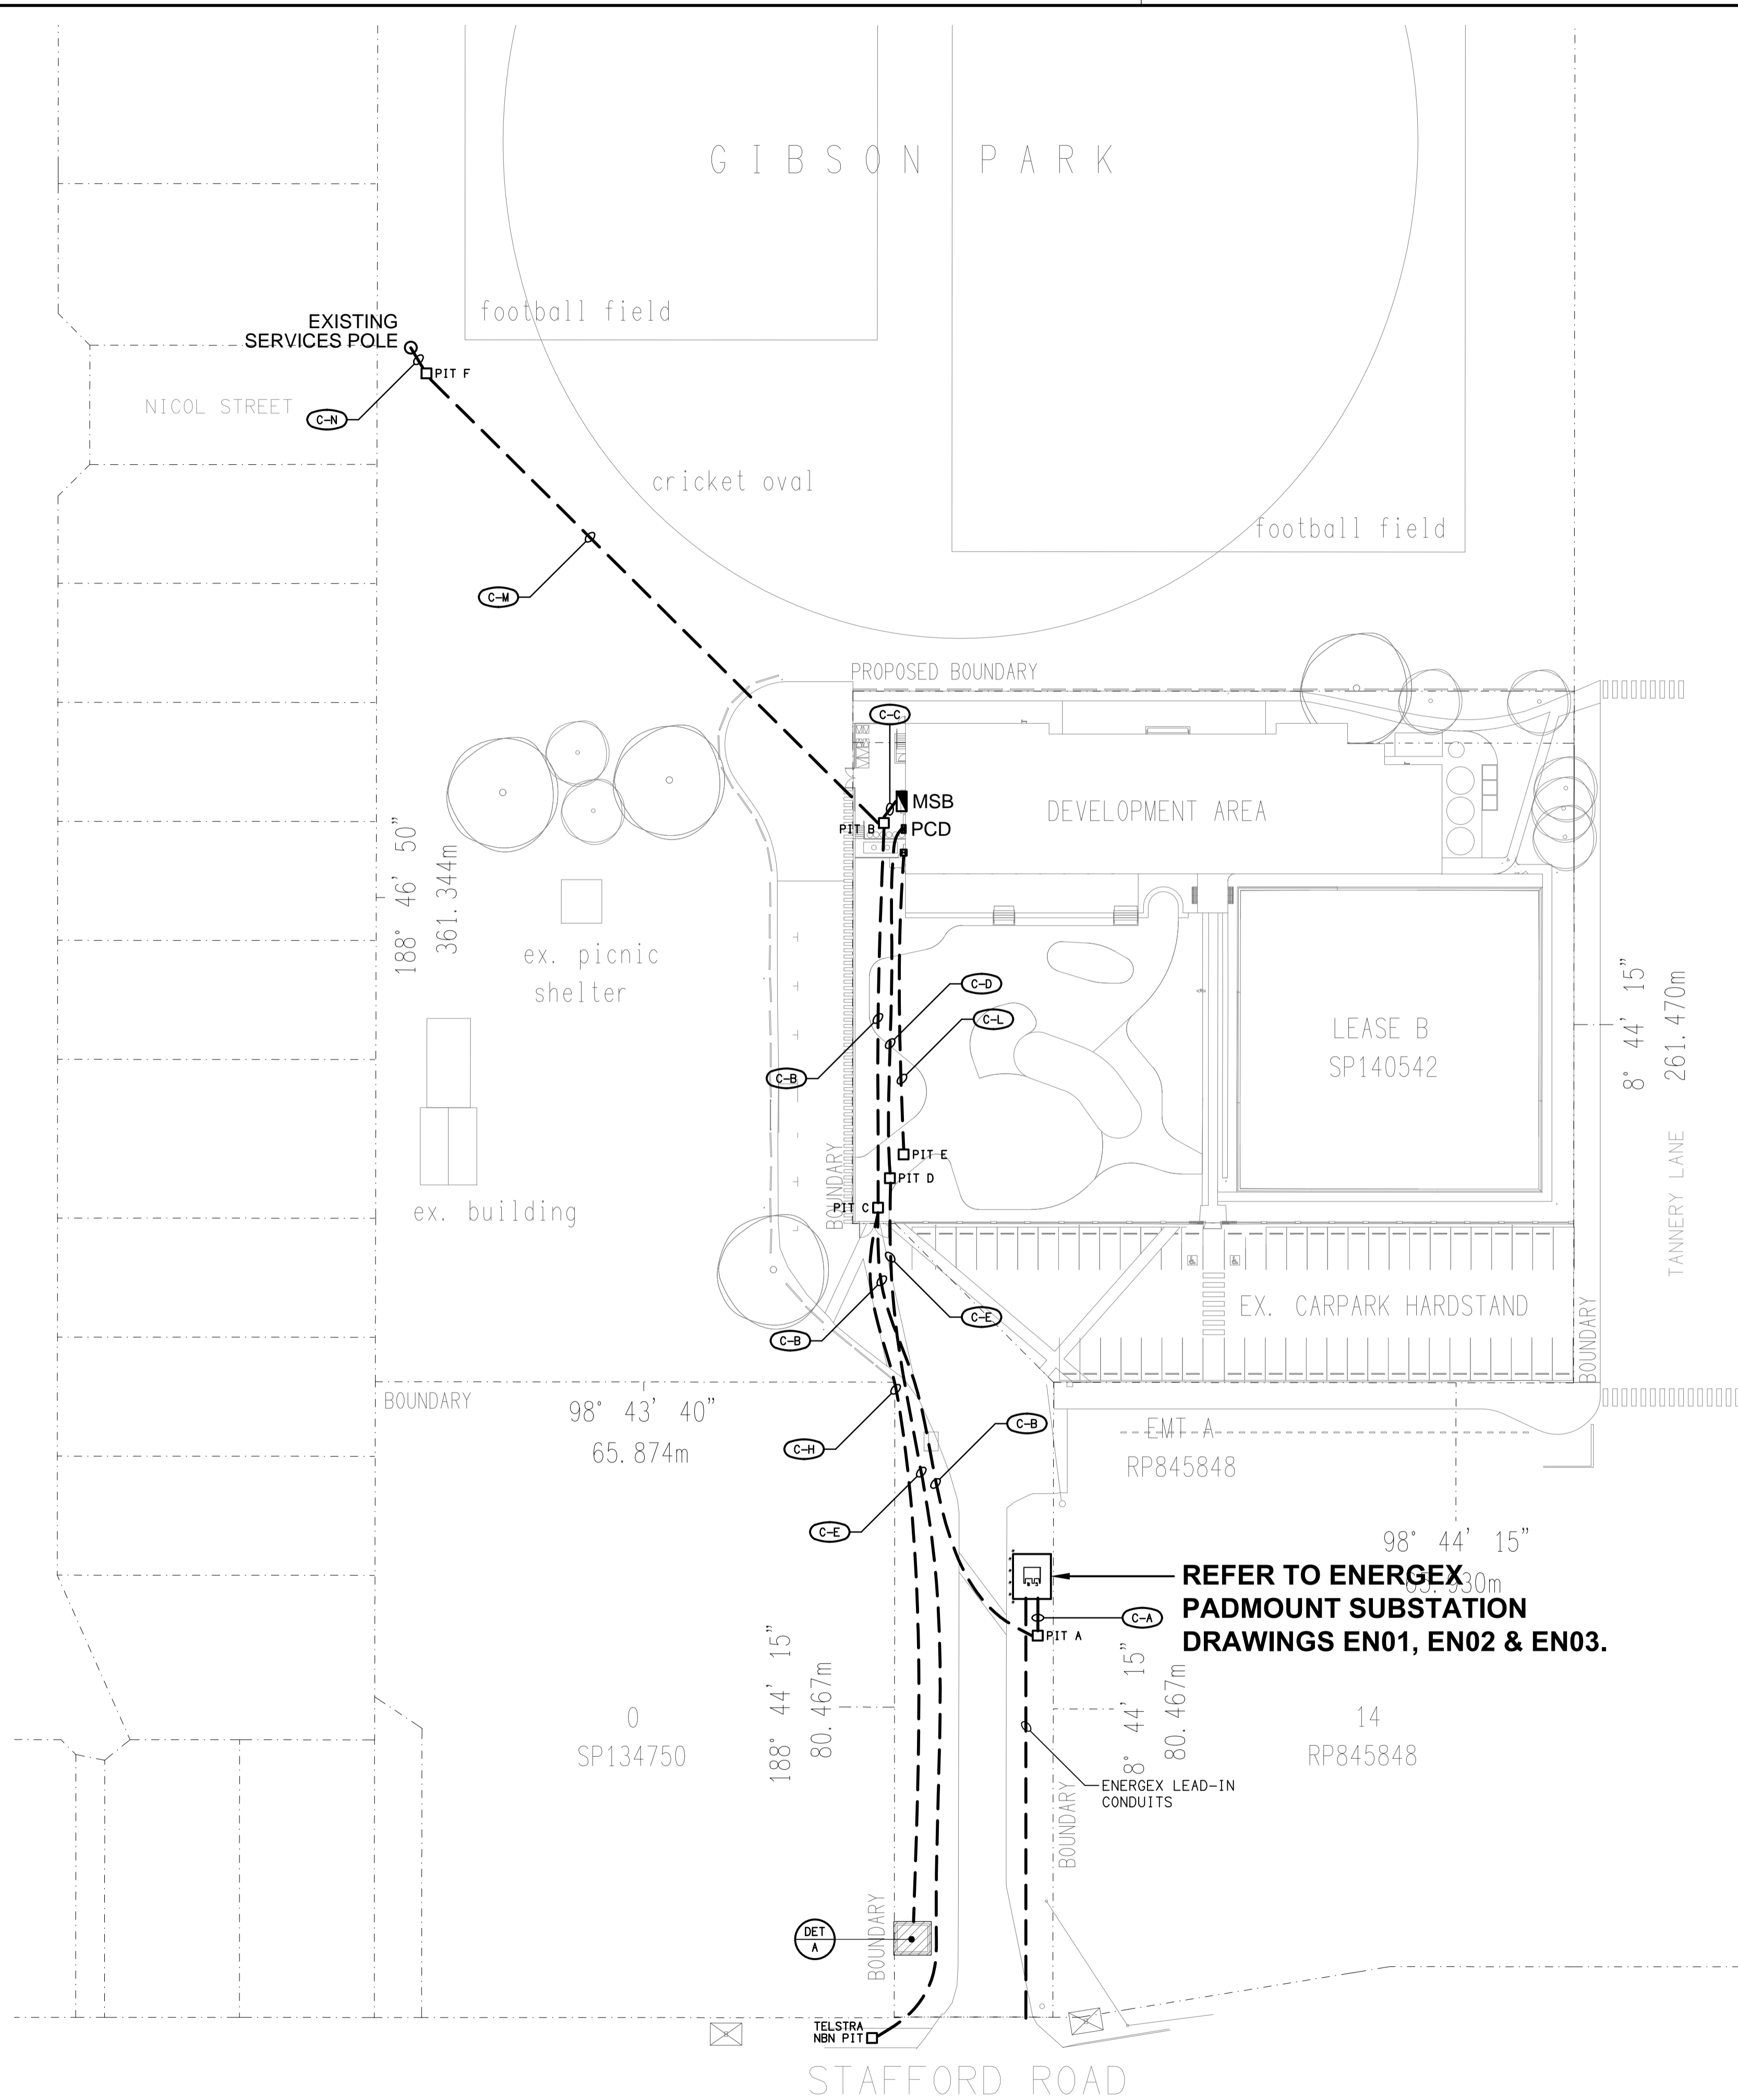 GIBSON PARK
football field
EXISTING
SERVICES POLE
PIT F
NICOL STREET
C-N
cricket oval
football field
C-M
PROPOSED BOUNDARY
C-C
MSB
DEVELOPMENT AREA
PIT B
PCD
188° 46' 50"
361.344m
ex. picnic
shelter
C-D
C-L
LEASE B
SP140542
8° 44' 15"
261.470m
C-B
TANNERY LANE
BOUNDARY
PIT E
PIT D
PIT C
ex. building
C-E
EX. CARPARK HARDSTAND
BOUNDARY
C-B
BOUNDARY
98° 43' 40"
65.874m
C-B
C-H
EMT A
RP845848
C-E
98° 44' 15"
65.930m
REFER TO ENERGEX
PADMOUNT SUBSTATION
DRAWINGS EN01, EN02 & EN03.
C-A
PIT A
188° 44' 15"
80.467m
8° 44' 15"
80.467m
0
SP134750
14
RP845848
ENERGEX LEAD-IN
CONDUITS
BOUNDARY
BOUNDARY
DET
A
TELSTRA
NBN PIT
STAFFORD ROAD